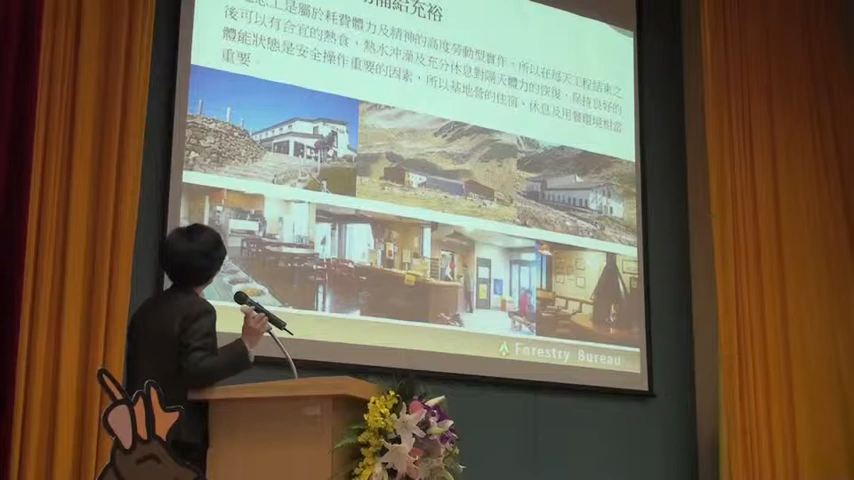 補給充裕
志工是屬於耗費體力及精神的高度勞動型實作。所以在每天工程結束之
後可以有合宜的熱食、熱水沖澡及充分休息對隔天體力的恢復、保持良好的
體能狀態是安全操作重要的因素，所以基地營的住宿、休息及用餐環境相當
重要。
Forestry Bureau